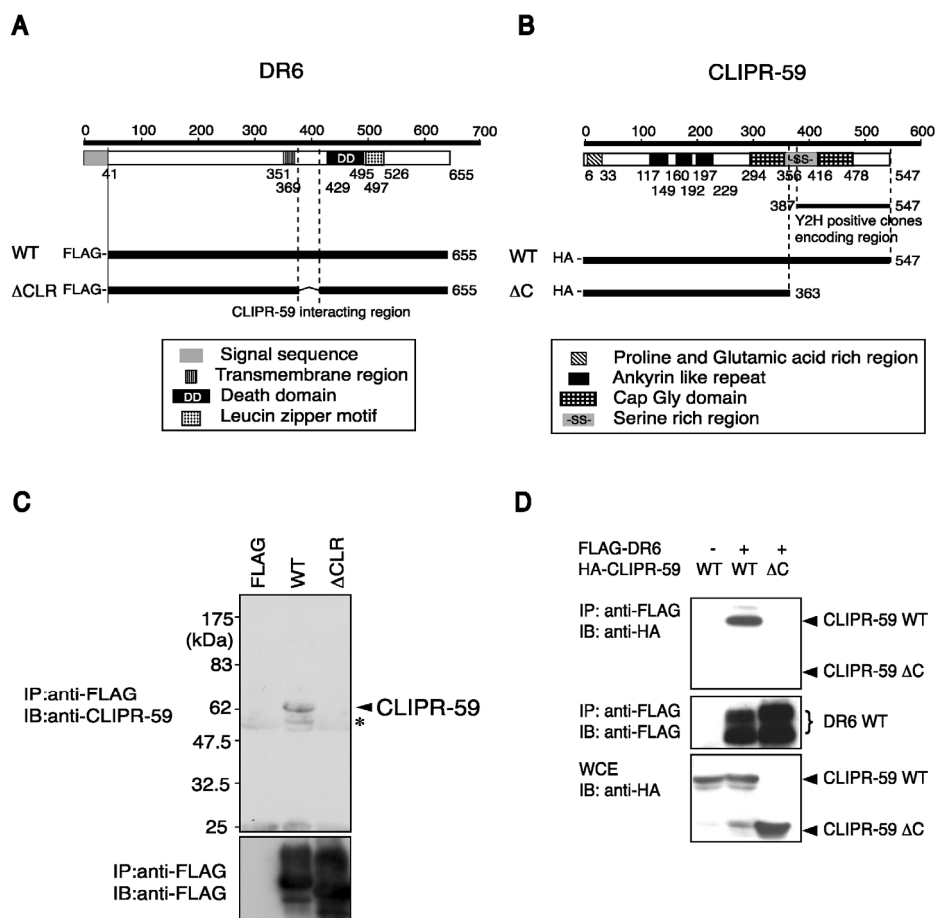 A
DR6
0 100 200 300 400 500 600 700
DD
41 351 495 526 655
369 429 497
WT FLAG- 655
ΔCLR FLAG- 655
CLIPR-59 interacting region
Signal sequence
Transmembrane region
DD Death domain
Leucin zipper motif
B
CLIPR-59
0 100 200 300 400 500 600
-SS-
6 33 117 160 197 294 356 416 478 547
149 192 229
387 547
Y2H positive clones
encoding region
WT HA - 547
ΔC HA - 363
Proline and Glutamic acid rich region
Ankyrin like repeat
Cap Gly domain
-SS- Serine rich region
C
FLAG
WT
ΔCLR
175
(kDa)
83
62
47.5
32.5
25
IP:anti-FLAG
IB:anti-CLIPR-59
CLIPR-59
*
IP:anti-FLAG
IB:anti-FLAG
D
FLAG-DR6 - + +
HA-CLIPR-59 WT WT ΔC
IP: anti-FLAG
IB: anti-HA
CLIPR-59 WT
CLIPR-59 ΔC
IP: anti-FLAG
IB: anti-FLAG
DR6 WT
WCE
IB: anti-HA
CLIPR-59 WT
CLIPR-59 ΔC